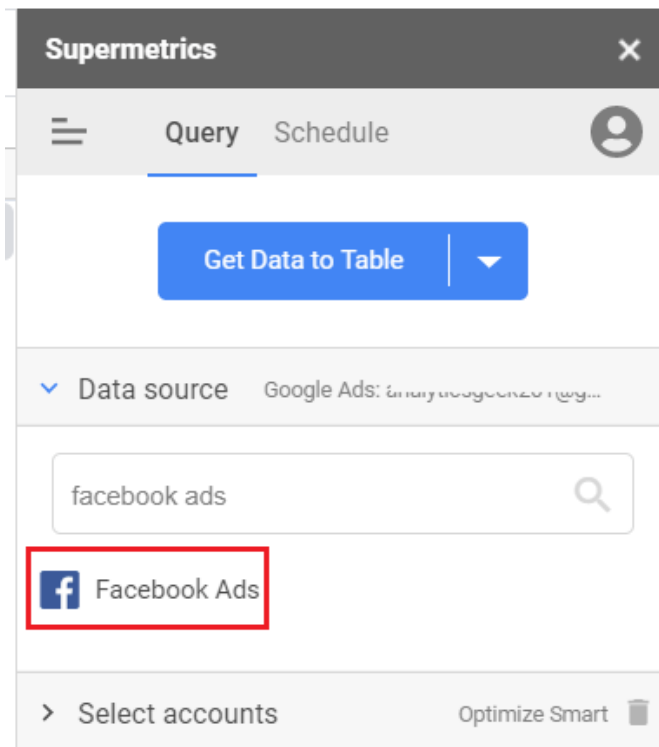 Supermetrics
Query Schedule
Get Data to Table
Data source Google Ads:
facebook ads
Facebook Ads
Select accounts Optimize Smart